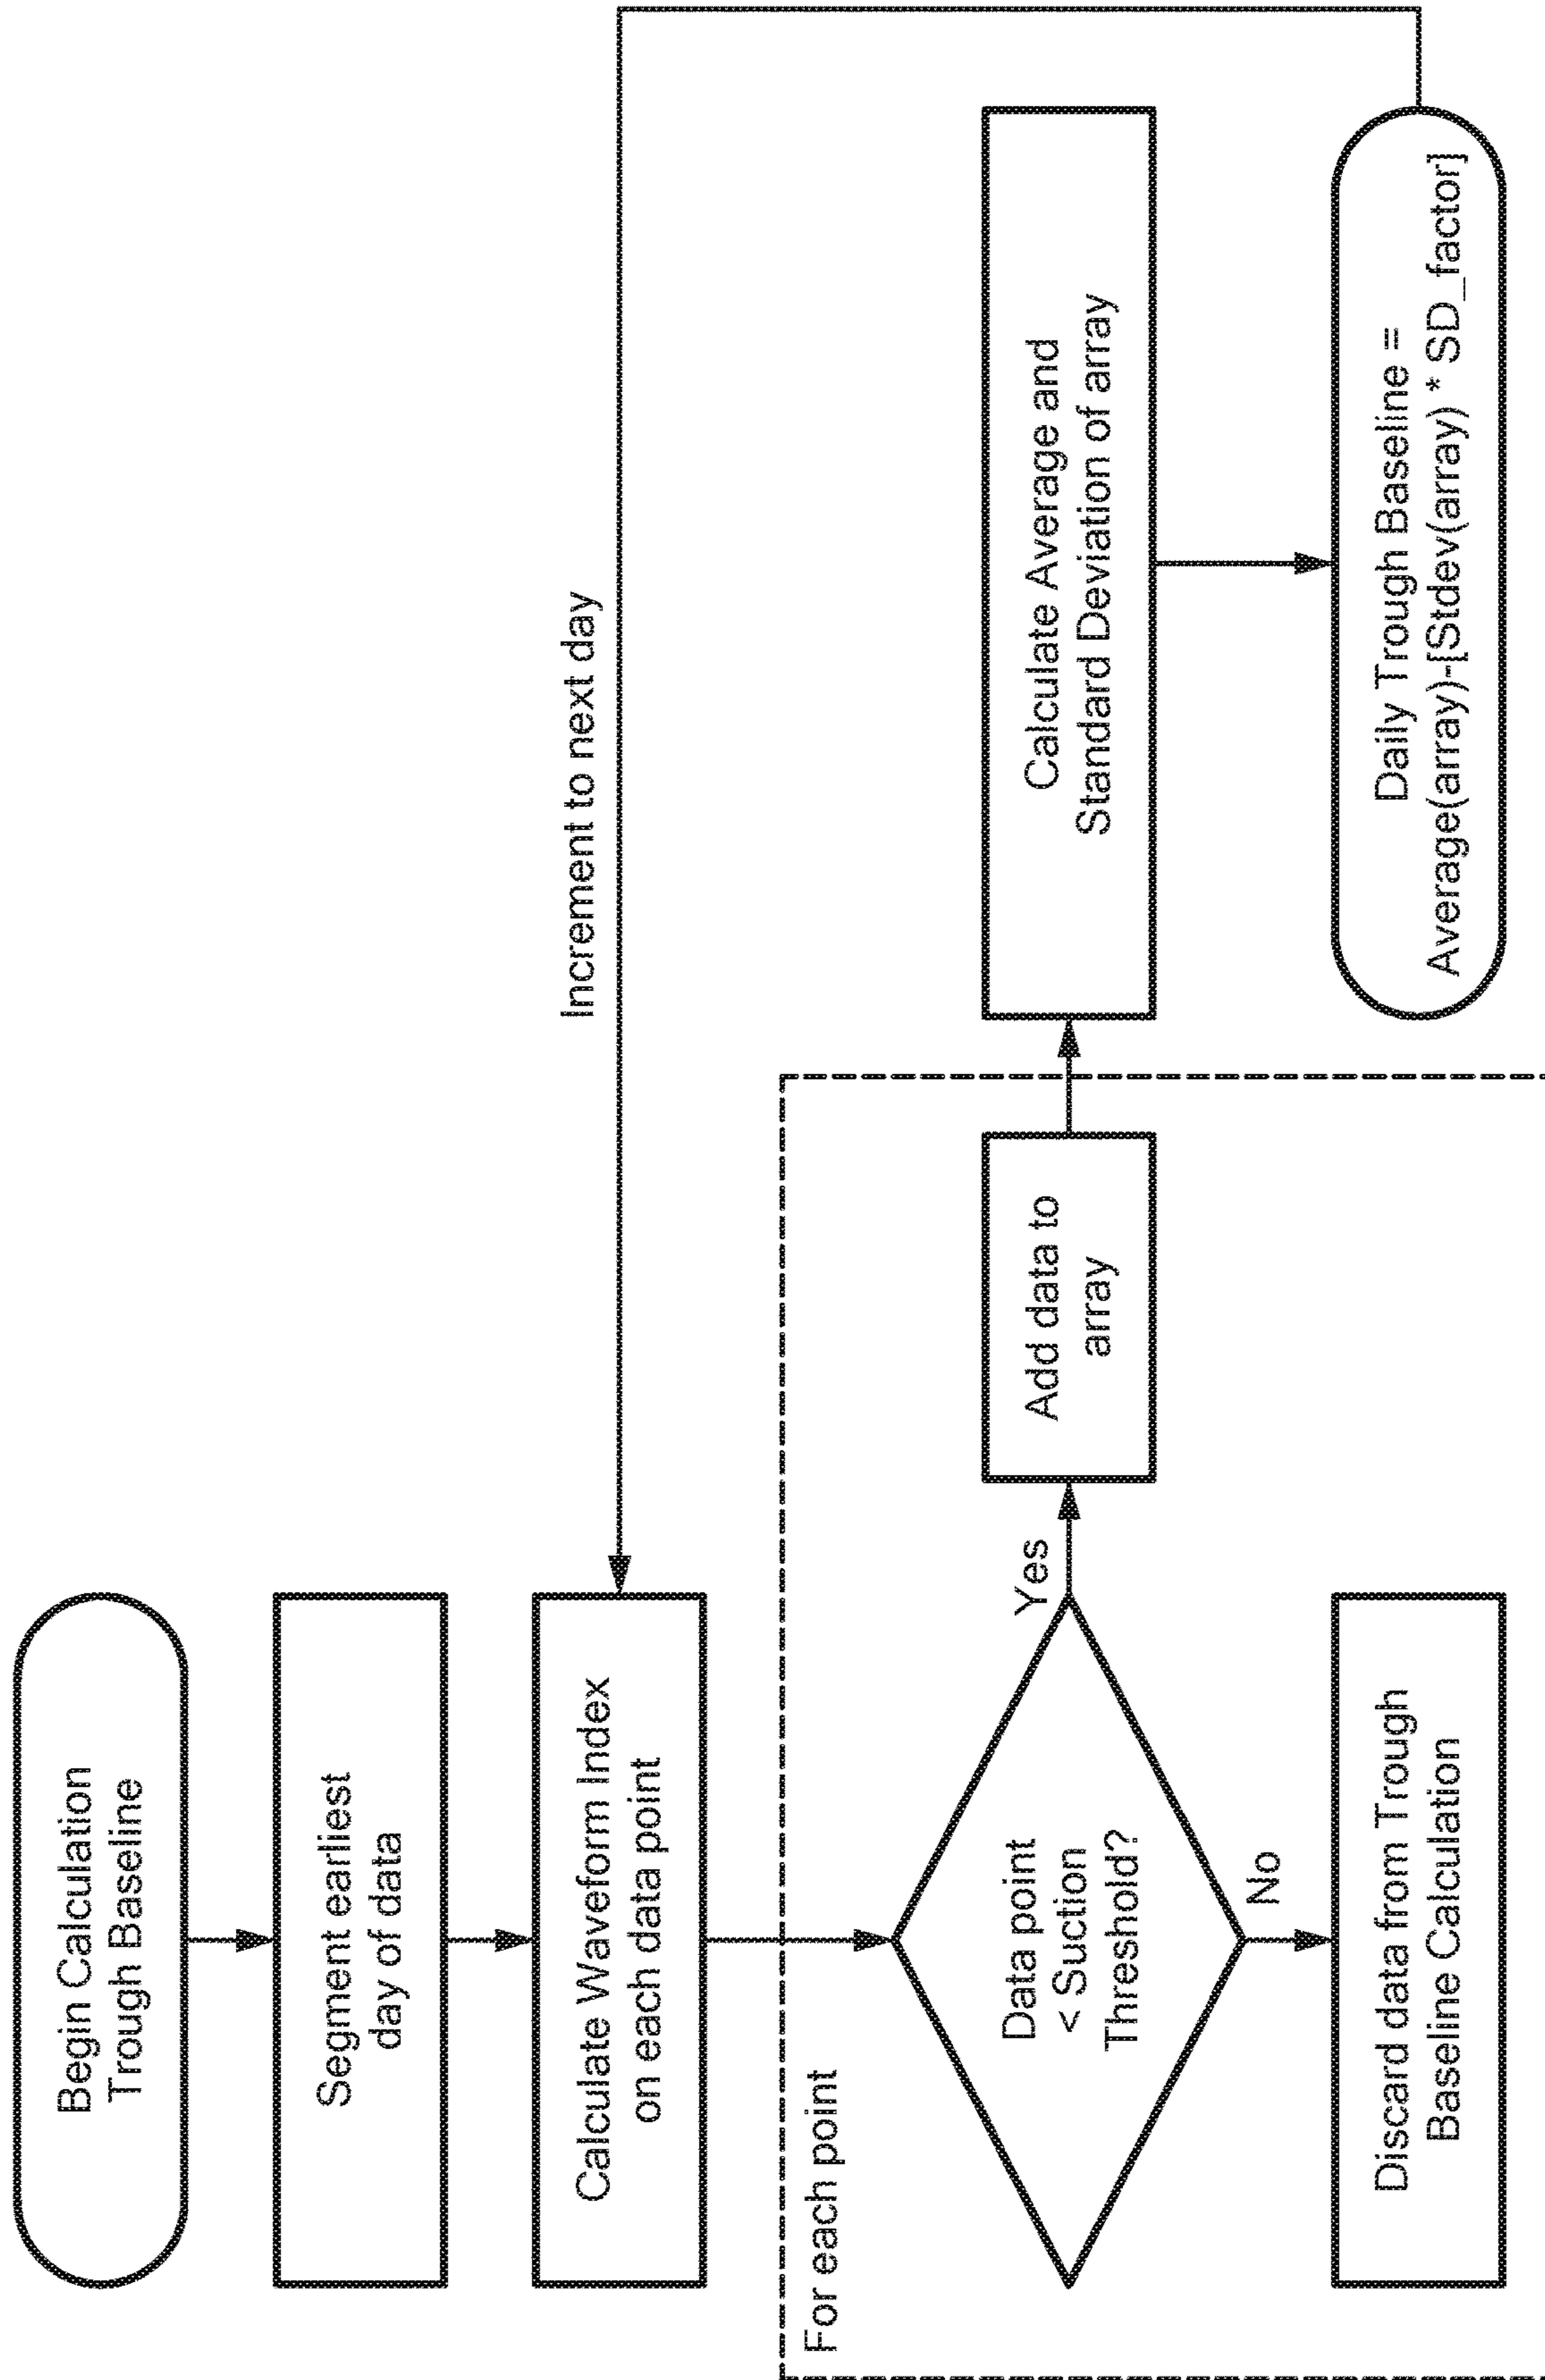 Begin Calculation
Trough Baseline
Segment earliest
day of data
Calculate Waveform Index
on each data point
Increment to next day
For each point
Data point
< Suction
Threshold?
Yes
No
Add data to
array
Discard data from Trough
Baseline Calculation
Calculate Average and
Standard Deviation of array
Daily Trough Baseline =
Average(array)-[Stdev(array) * SD_factor]